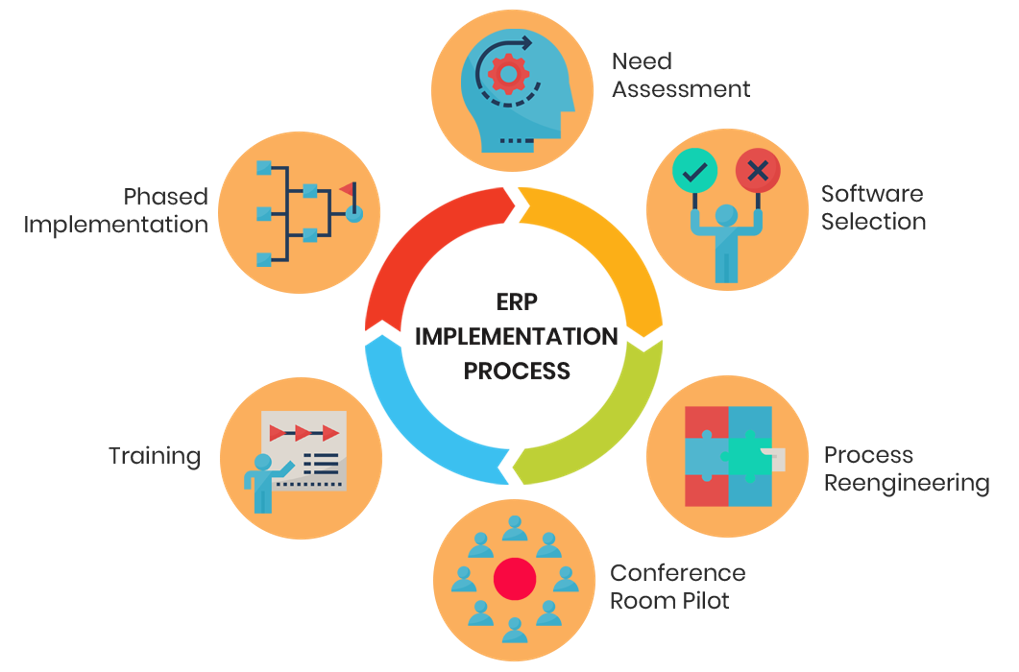 Need
Assessment
Software
Selection
Process
Reengineering
Conference
Room Pilot
Training
Phased
Implementation
ERP
IMPLEMENTATION
PROCESS